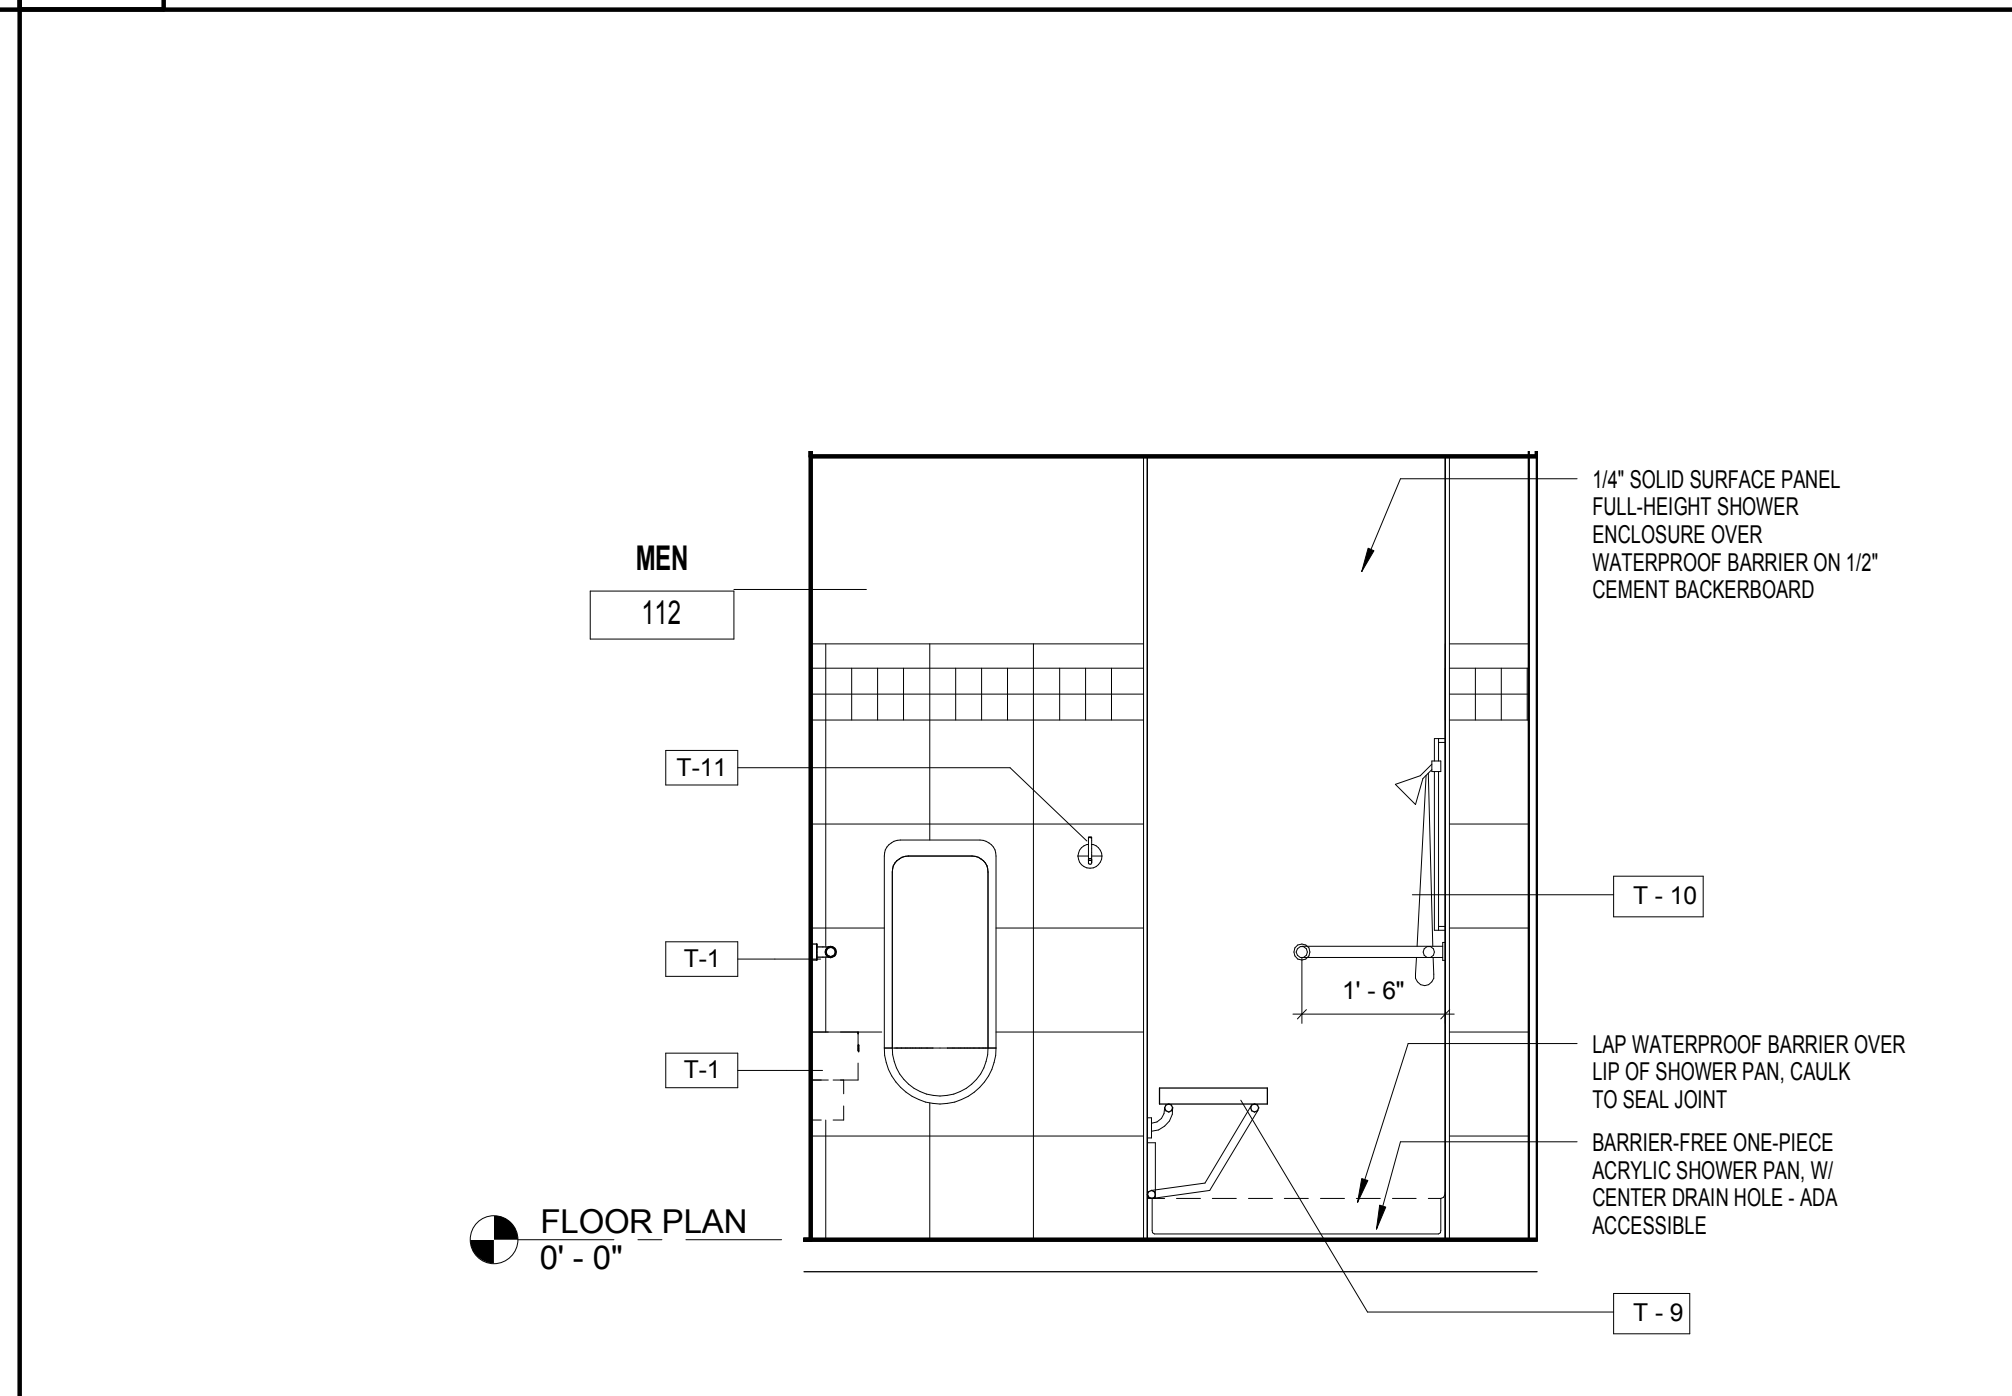 1/4" SOLID SURFACE PANEL
FULL-HEIGHT SHOWER
ENCLOSURE OVER
WATERPROOF BARRIER ON 1/2"
CEMENT BACKERBOARD
MEN
112
T-11
T - 10
T-1
1' - 6"
LAP WATERPROOF BARRIER OVER
LIP OF SHOWER PAN, CAULK
TO SEAL JOINT
T-1
BARRIER-FREE ONE-PIECE
ACRYLIC SHOWER PAN, W/
CENTER DRAIN HOLE - ADA
ACCESSIBLE
FLOOR PLAN
0' - 0"
T - 9